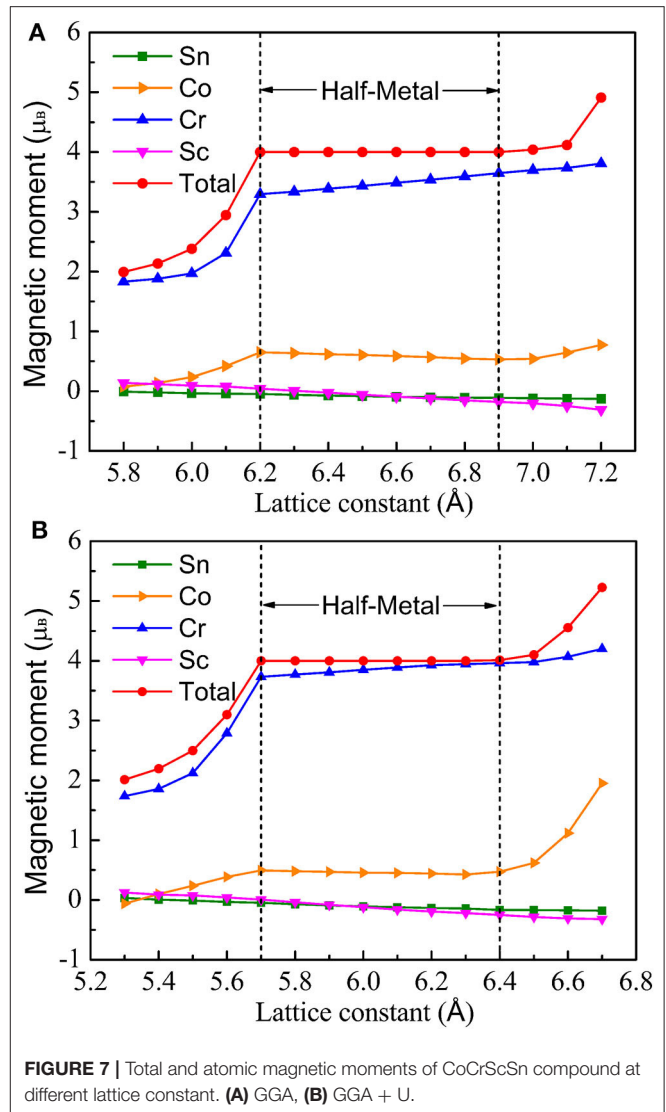 A
Sn
Co
Cr
Sc
Total
Half-Metal
Magnetic moment (μB)
6
5
4
3
2
1
0
-1
5.8 6.0 6.2 6.4 6.6 6.8 7.0 7.2
Lattice constant (Å)
B
Sn
Co
Cr
Sc
Total
Half-Metal
Magnetic moment (μB)
6
5
4
3
2
1
0
-1
5.2 5.4 5.6 5.8 6.0 6.2 6.4 6.6 6.8
Lattice constant (Å)
FIGURE 7 | Total and atomic magnetic moments of CoCrScSn compound at
different lattice constant. (A) GGA, (B) GGA + U.